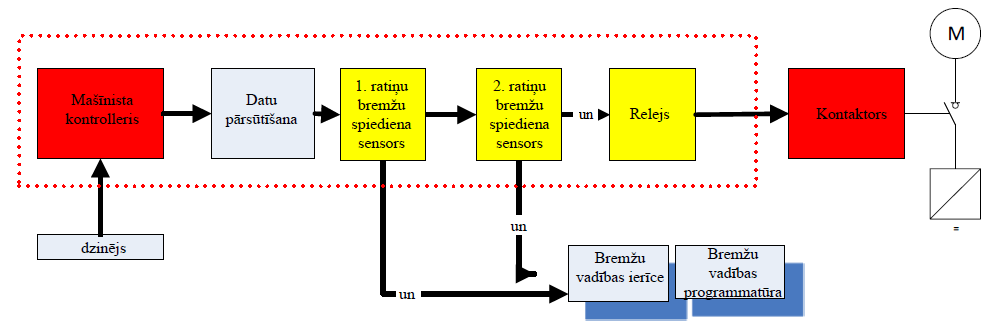 M
Mašīnista
kontrolleris
Datu
pārsūtīšana
1. ratiņu
bremžu
spiediena
sensors
2. ratiņu
bremžu
spiediena
sensors
un
Relejs
Kontaktors
un
dzinējs
un
Bremžu
vadības ierīce
Bremžu
vadības
programmatūra
=